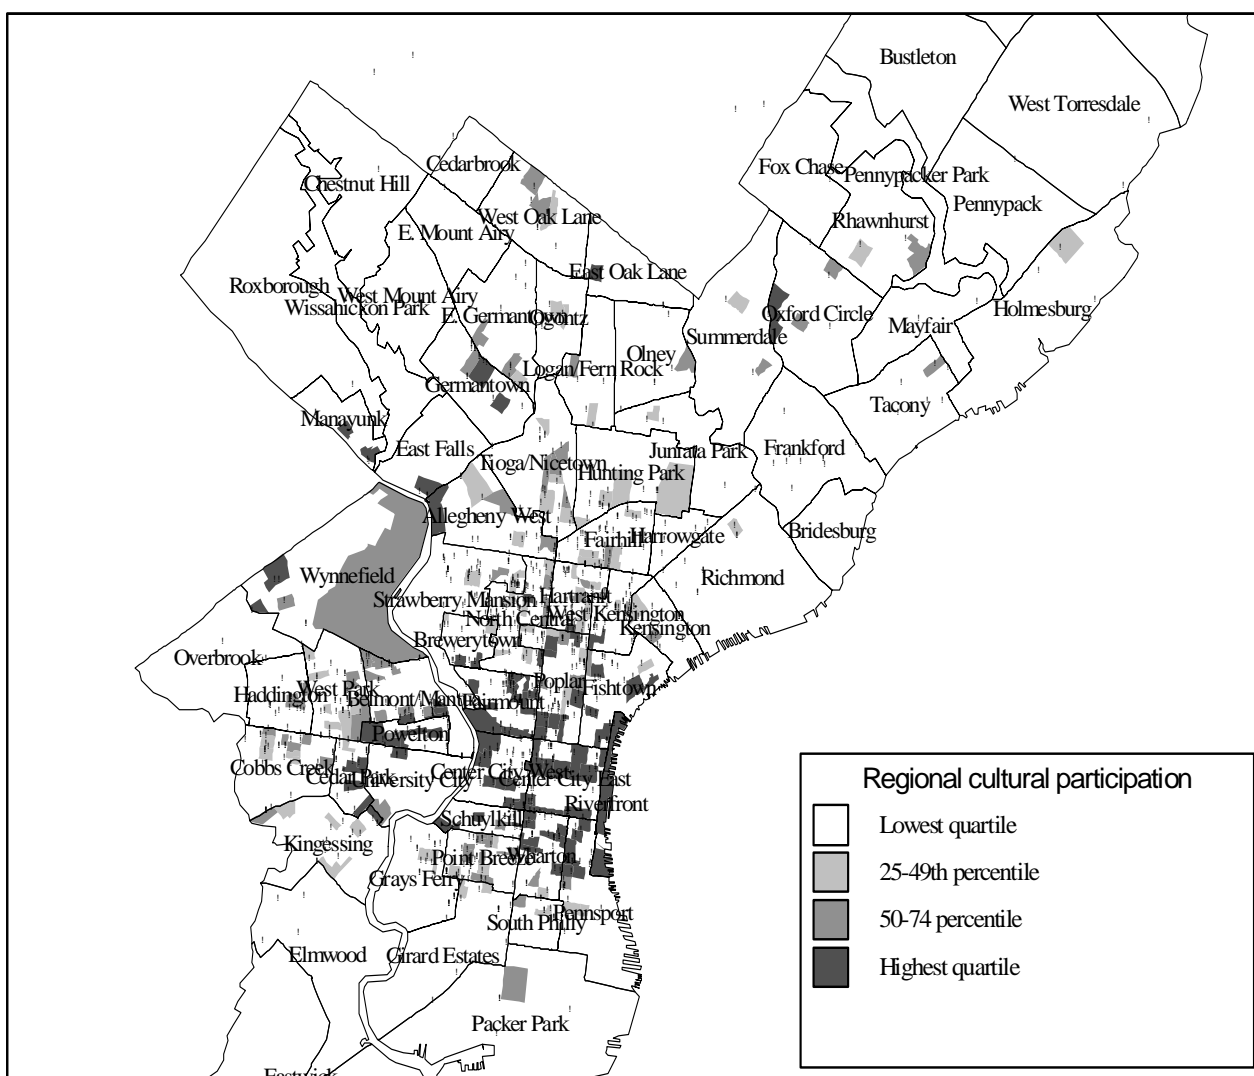 Bustleton
West Torresdale
Cedarbrook
Fox Chase
Pennypacker Park
Chestnut Hill
Pennypack
West Oak Lane
Rhawnhurst
E. Mount Airy
East Oak Lane
Roxborough
West Mount Airy
Wissahickon Park
Holmesburg
E. Germantown
Ogontz
Oxford Circle
Mayfair
Summerdale
Olney
Logan/Fern Rock
Germantown
Tacony
Manayunk
East Falls
Juniata Park
Frankford
Tioga/Nicetown
Hunting Park
Allegheny West
Bridesburg
Fairhill
Harrowgate
Wynnefield
Richmond
Strawberry Mansion
Hartranft
North Central
West Kensington
Kensington
Brewerytown
Overbrook
Haddington
West Park
Poplar
Fishtown
Belmont/Mantua
Fairmount
Powelton
Cobbs Creek
Cedar Park
University City
Center City West
Center City East
Riverfront
Schuylkill
Kingessing
Point Breeze
Wharton
Grays Ferry
South Philly
Pennsport
Elmwood
Girard Estates
Packer Park
Eastwick
Regional cultural participation
Lowest quartile
25-49th percentile
50-74 percentile
Highest quartile